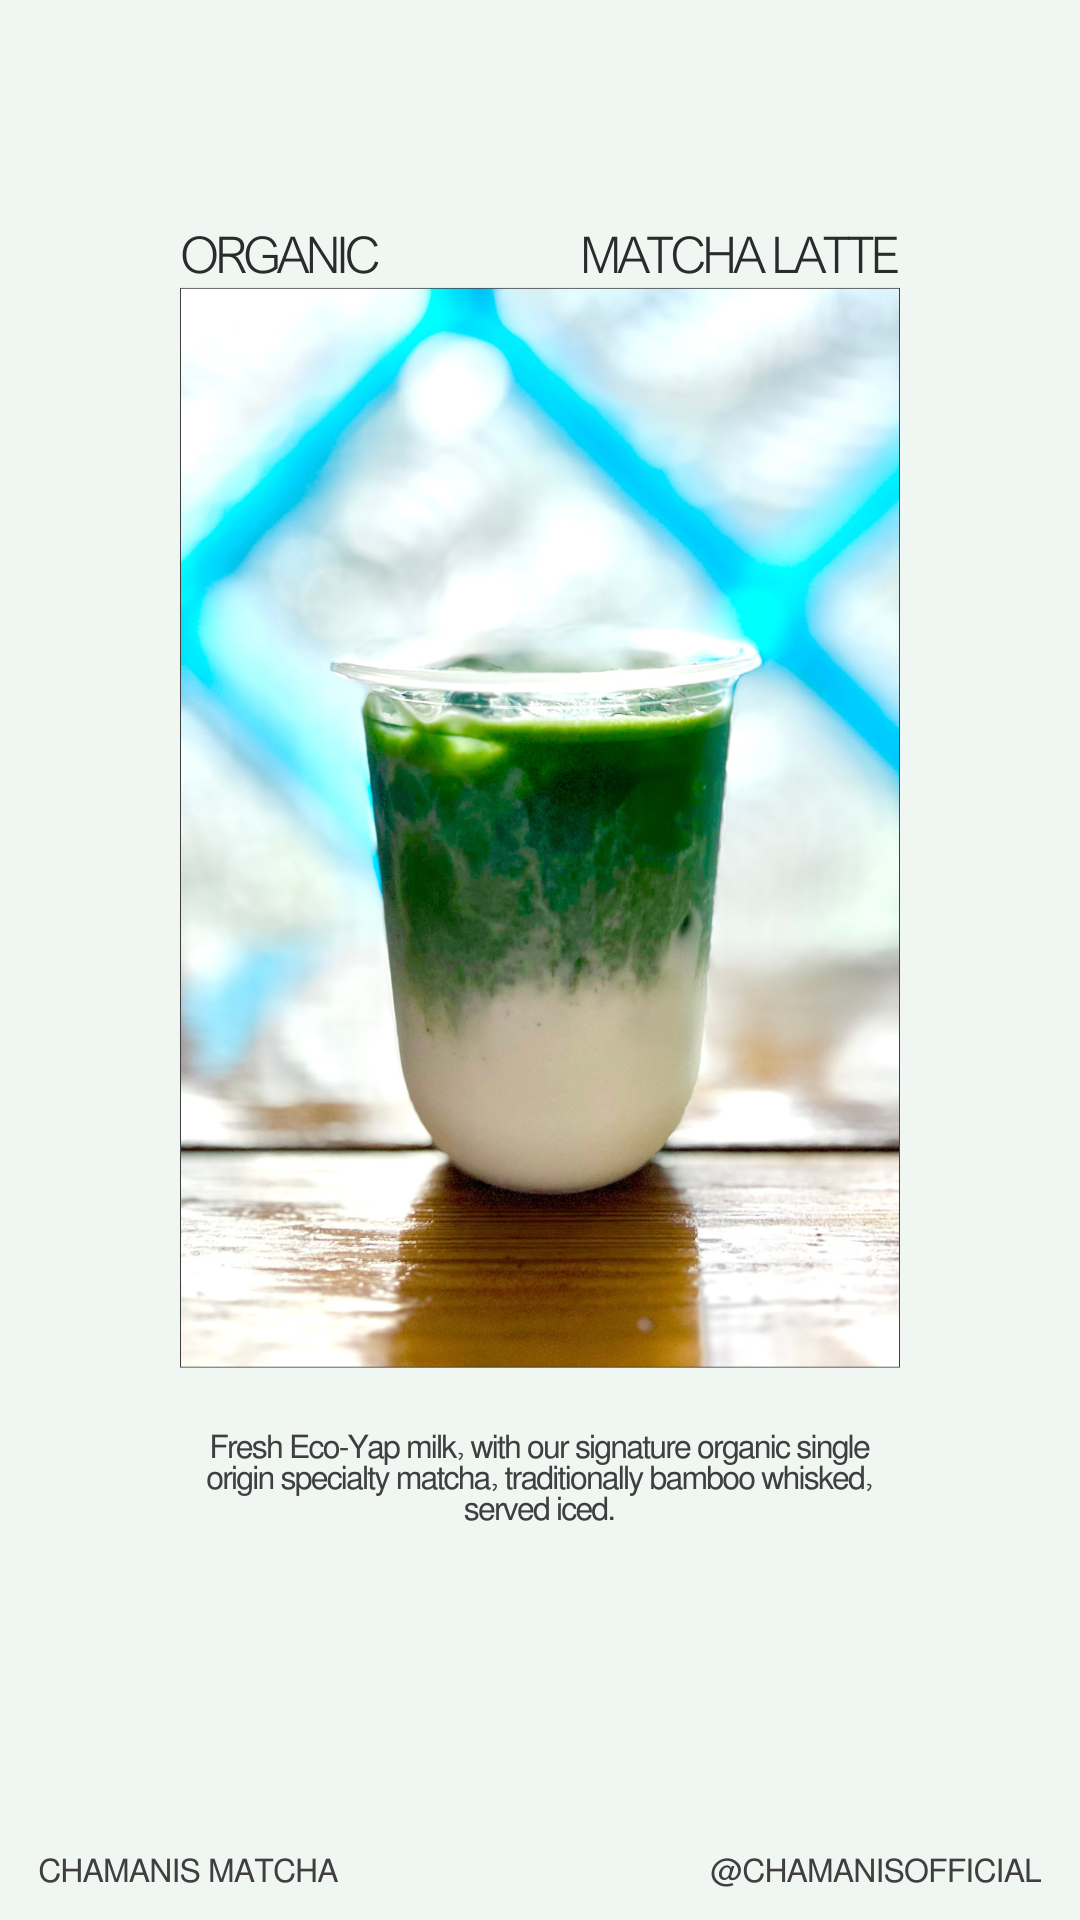 ORGANIC MATCHA LATTE
Fresh Eco-Yap milk, with our signature organic single
origin specialty matcha, traditionally bamboo whisked,
served iced.
CHAMANIS MATCHA @CHAMANISOFFICIAL